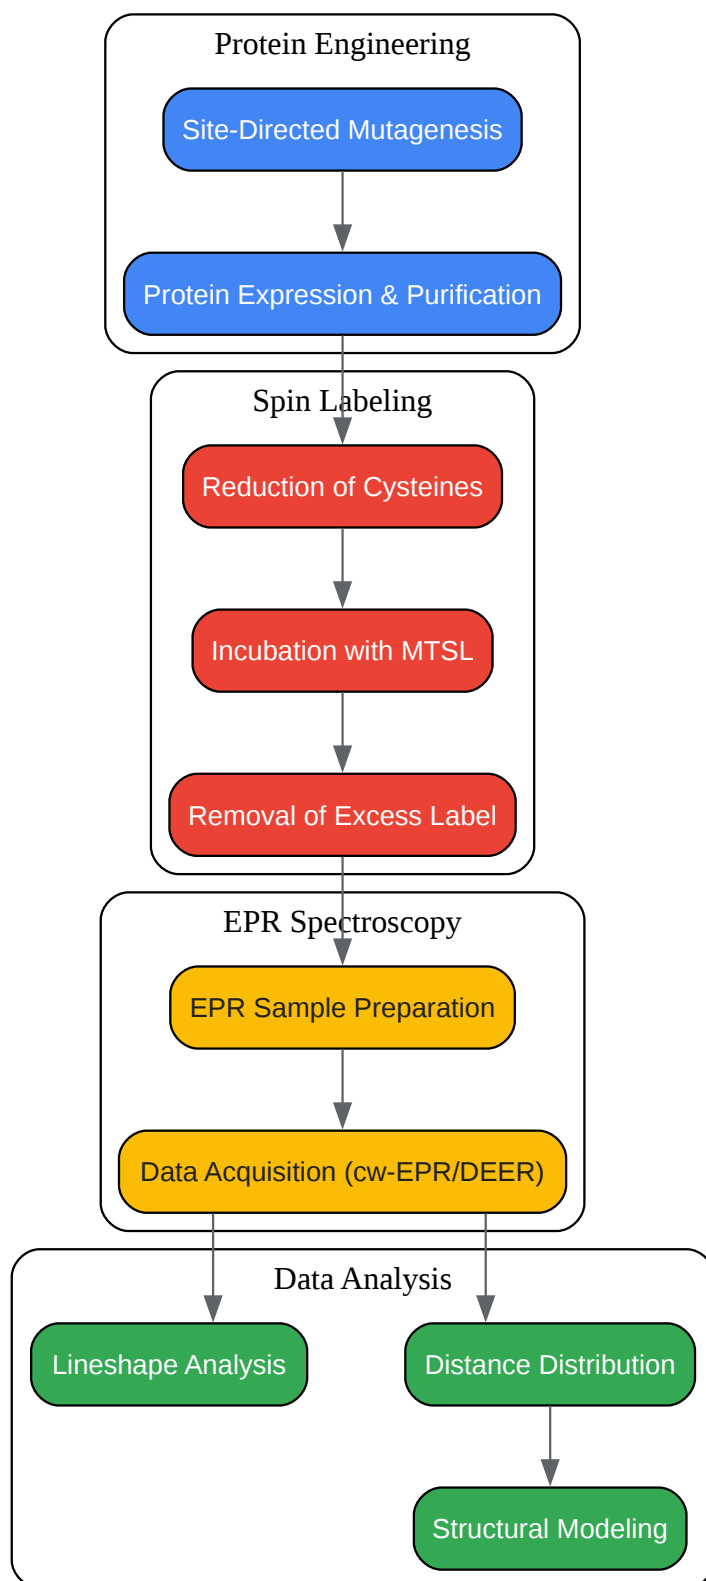 Protein Engineering
Site-Directed Mutagenesis
Protein Expression & Purification
Spin Labeling
Reduction of Cysteines
Incubation with MTSL
Removal of Excess Label
EPR Spectroscopy
EPR Sample Preparation
Data Acquisition (cw-EPR/DEER)
Data Analysis
Lineshape Analysis
Distance Distribution
Structural Modeling